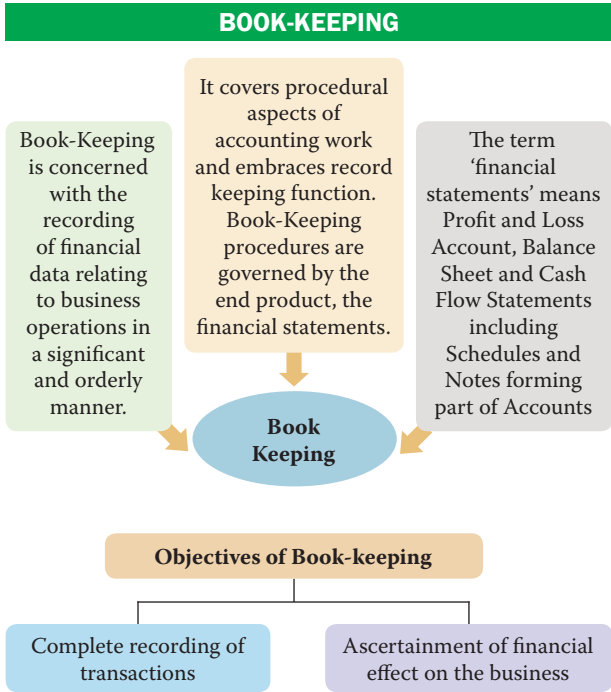 BOOK-KEEPING
Book-Keeping
is concerned
with the
recording
of financial
data relating
to business
operations in
a significant
and orderly
manner.
It covers procedural
aspects of
accounting work
and embraces record
keeping function.
Book-Keeping
procedures are
governed by the
end product, the
financial statements.
The term
‘financial
statements’ means
Profit and Loss
Account, Balance
Sheet and Cash
Flow Statements
including
Schedules and
Notes forming
part of Accounts
Book
Keeping
Objectives of Book-keeping
Complete recording of
transactions
Ascertainment of financial
effect on the business